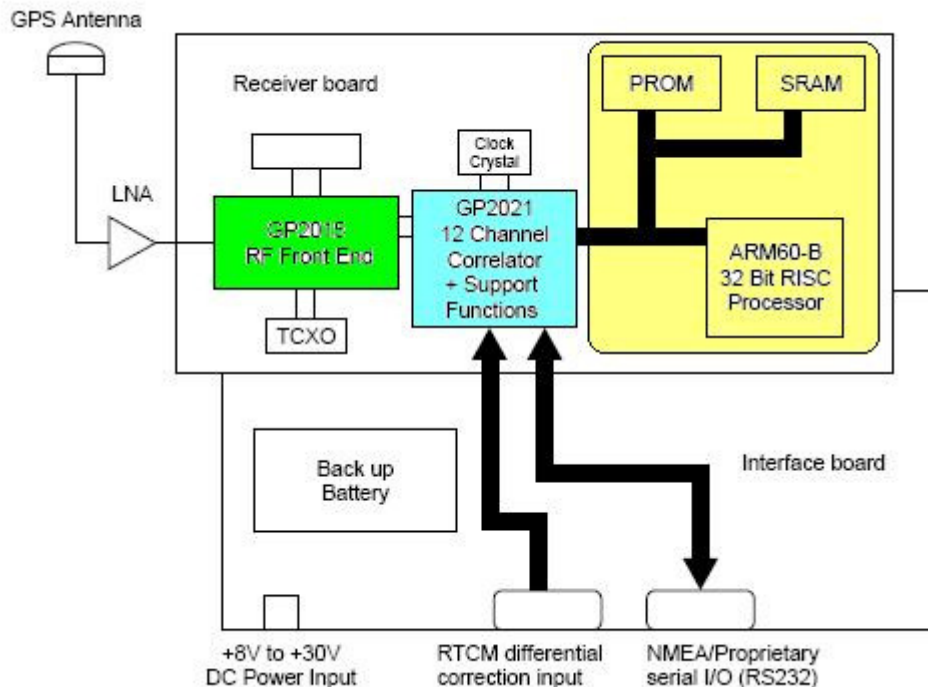 GPS Antenna
Receiver board
PROM
SRAM
Clock
Crystal
LNA
GP2015
RF Front End
GP2021
12 Channel
Correlator
+ Support
Functions
ARM60-B
32 Bit RISC
Processor
TCXO
Back up
Battery
Interface board
+8V to +30V
DC Power Input
RTCM differential
correction input
NMEA/Proprietary
serial I/O (RS232)